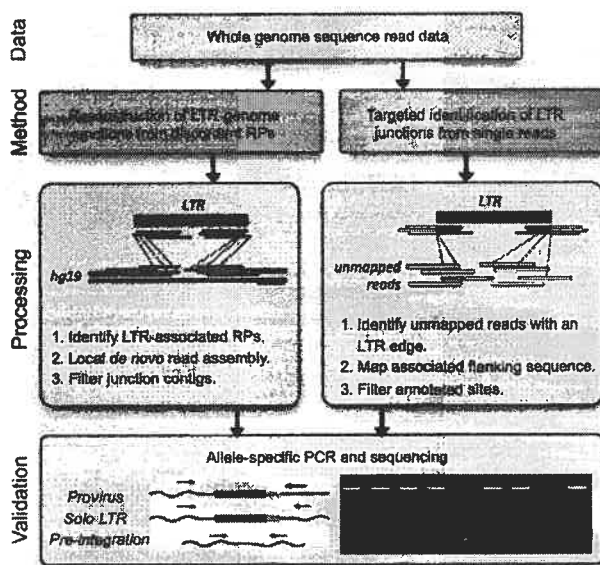 Data
Whole genome sequence read data
Method
Reconstruction of LTR-genome
junctions from discordant RPs
Targeted identification of LTR
junctions from single reads
Processing
LTR
hg19
1. Identify LTR-associated RPs.
2. Local de novo read assembly.
3. Filter junction contigs.
LTR
unmapped
reads
1. Identify unmapped reads with an
LTR edge.
2. Map associated flanking sequence.
3. Filter annotated sites.
Validation
Allele-specific PCR and sequencing
Provirus
Solo LTR
Pre-integration